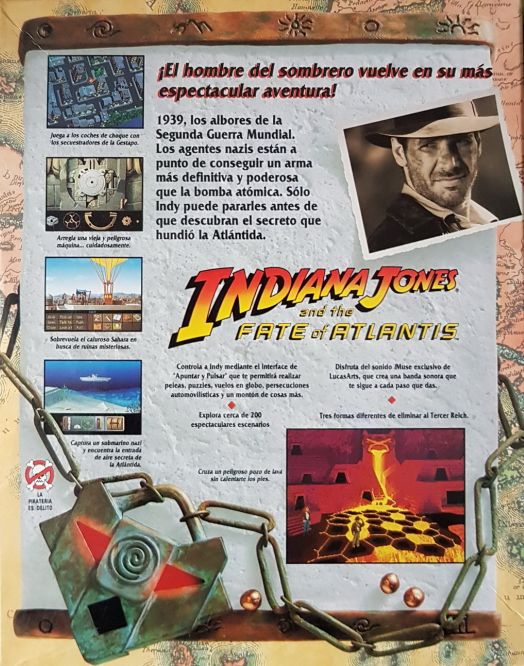 ¡El hombre del sombrero vuelve en su más
espectacular aventura!
Juega a los coches de choque con
los secuestradores de la Gestapo.
1939, los albores de la
Segunda Guerra Mundial.
Los agentes nazis están a
punto de conseguir un arma
más definitiva y poderosa
que la bomba atómica. Sólo
Indy puede pararles antes de
que descubran el secreto que
hundió la Atlántida.
Arregla una vieja y peligrosa
máquina... cuidadosamente.
Sobrevuela el caluroso Sahara en
busca de ruinas misteriosas.
INDIANA JONES
and the
FATE of ATLANTIS
Controla a Indy mediante el interface de
"Apuntar y Pulsar" que te permitirá realizar
peleas, puzzles, vuelos en globo, persecuciones
automovilísticas y un montón de cosas más.
Explora cerca de 200
espectaculares escenarios
Disfruta del sonido iMuse exclusivo de
LucasArts, que crea una banda sonora que
te sigue a cada paso que das.
Tres formas diferentes de eliminar al Tercer Reich.
Captura un submarino nazi
y encuentra la entrada
de aire secreta de
la Atlántida.
Cruza un peligroso pozo de lava
sin calentarte los pies.
LA
PIRATERIA
ES DELITO